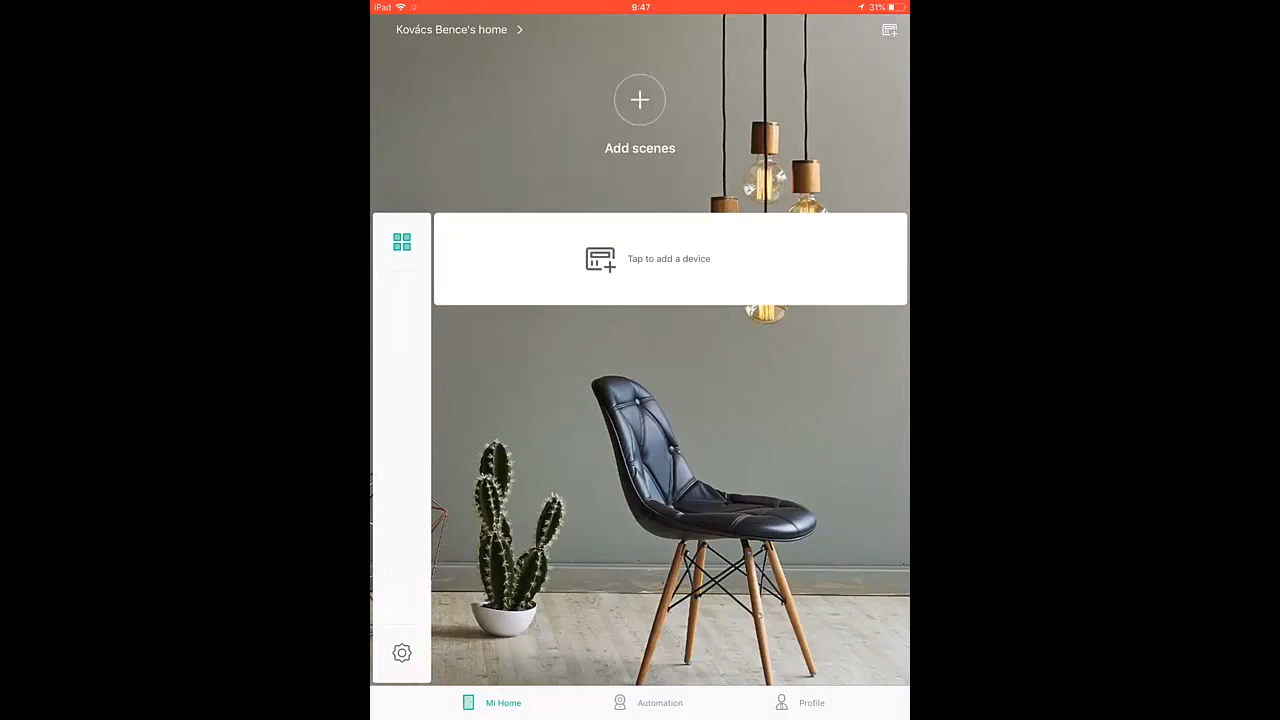 iPad 9:47 31%
Kovács Bence's home
Add scenes
Tap to add a device
Mi Home Automation Profile